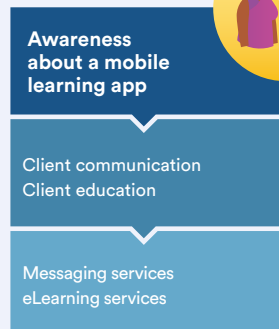 Awareness
about a mobile
learning app
Client communication
Client education
Messaging services
eLearning services